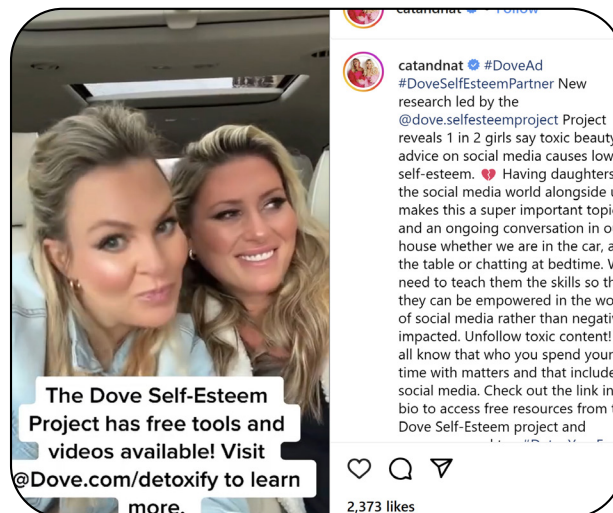 The Dove Self-Esteem
Project has free tools and
videos available! Visit
@Dove.com/detoxify to learn
more.
catandnat Follow
catandnat #DoveAd
#DoveSelfEsteemPartner New
research led by the
@dove.selfesteemproject Project
reveals 1 in 2 girls say toxic beauty
advice on social media causes low
self-esteem. 💔 Having daughters
the social media world alongside
makes this a super important
and an ongoing conversation in
house whether we are in the car,
the table or chatting at bedtime.
need to teach them the skills so
they can be empowered in the
of social media rather than
impacted. Unfollow toxic content!
all know that who you spend your
time with matters and that
social media. Check out the link in
bio to access free resources from
Dove Self-Esteem project and
2,373 likes